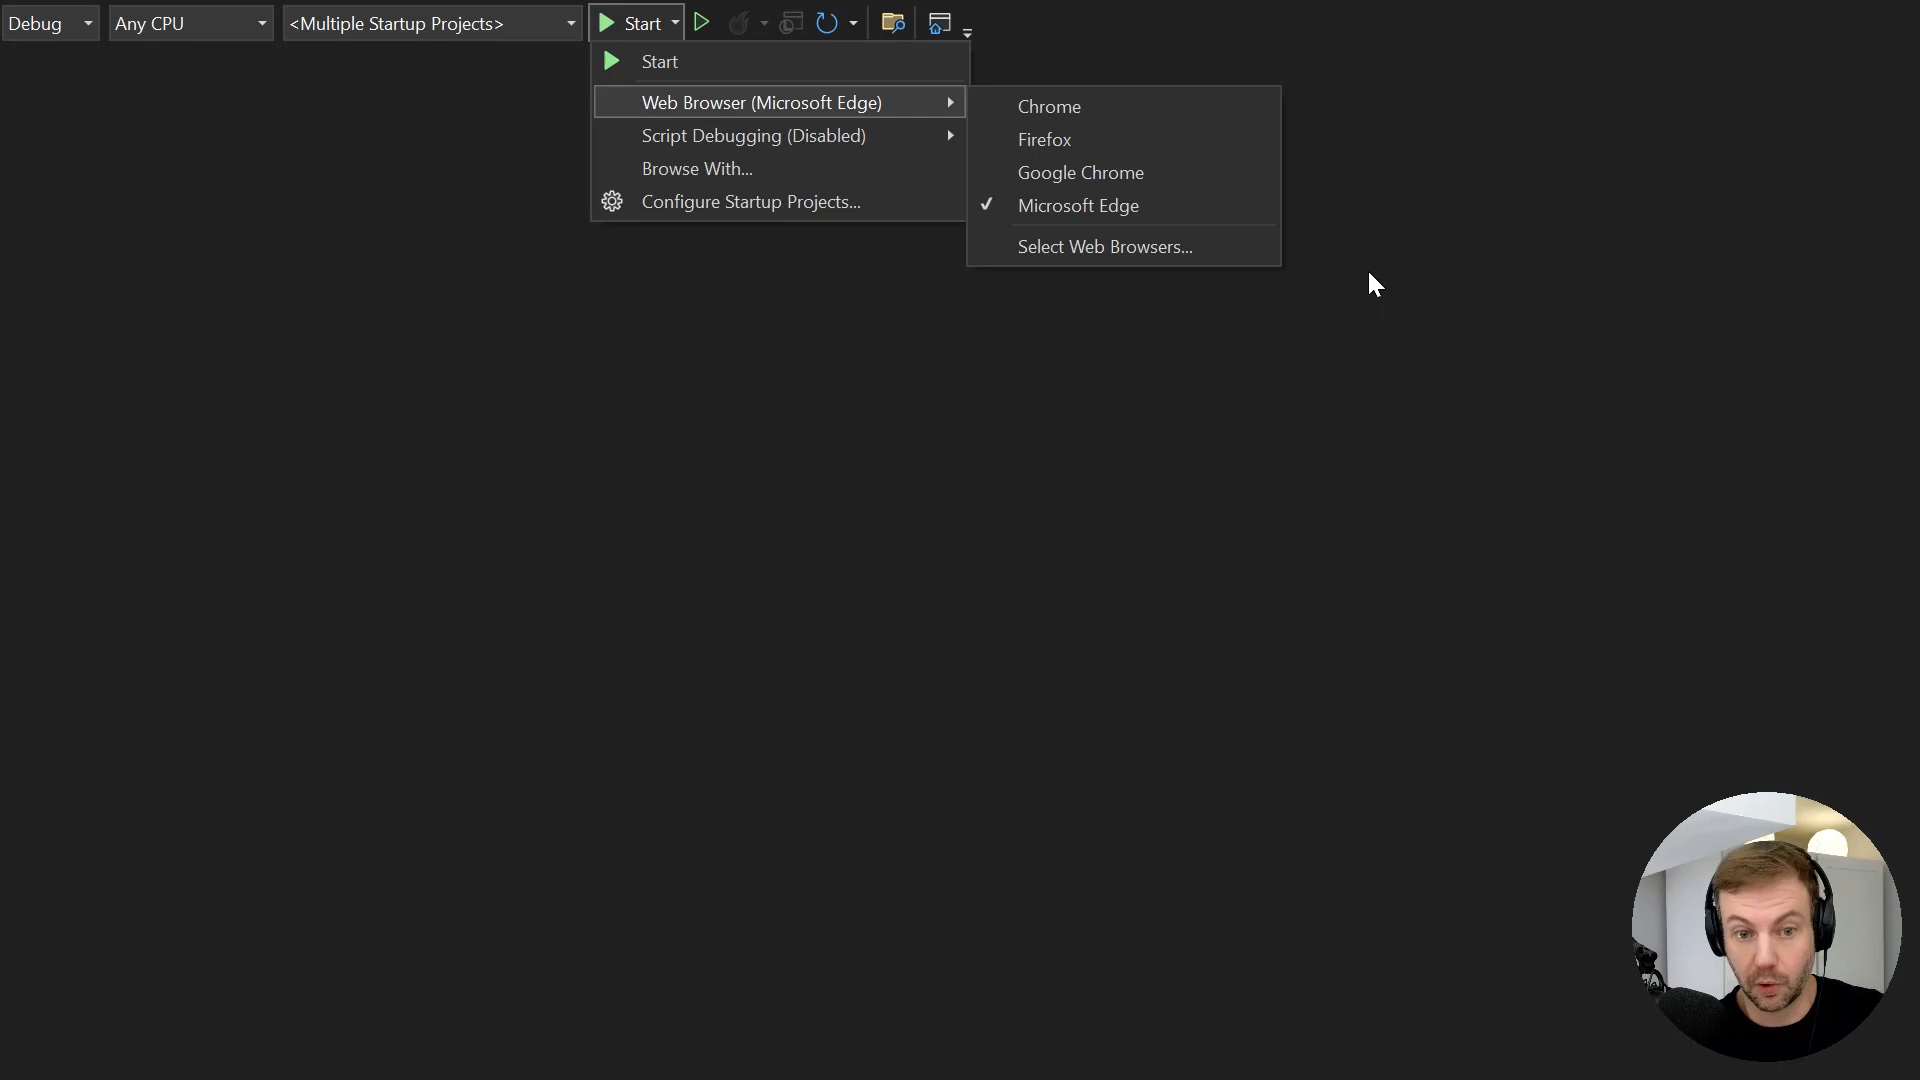 Debug
Any CPU
<Multiple Startup Projects>
Start
Start
Web Browser (Microsoft Edge)
Script Debugging (Disabled)
Browse With...
Configure Startup Projects...
Chrome
Firefox
Google Chrome
Microsoft Edge
Select Web Browsers...